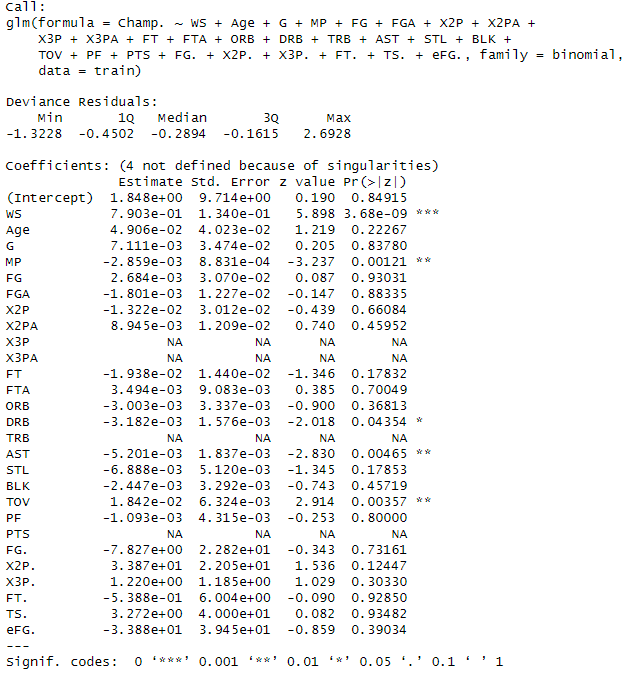 Call:
glm(formula = Champ. ~ WS + Age + G + MP + FG + FGA + X2P + X2PA +
    X3P + X3PA + FT + FTA + ORB + DRB + TRB + AST + STL + BLK +
    TOV + PF + PTS + FG. + X2P. + X3P. + FT. + TS. + eFG., family = binomial,
    data = train)

Deviance Residuals:
    Min      1Q  Median      3Q     Max
-1.3228 -0.4502 -0.2894 -0.1615  2.6928

Coefficients: (4 not defined because of singularities)
              Estimate Std. Error z value Pr(>|z|)
(Intercept)  1.848e+00  9.714e+00   0.190  0.84915
WS           7.903e-01  1.340e-01   5.898 3.68e-09 ***
Age          4.906e-02  4.023e-02   1.219  0.22267
G            7.111e-03  3.474e-02   0.205  0.83780
MP          -2.859e-03  8.831e-04  -3.237  0.00121 **
FG           2.684e-03  3.070e-02   0.087  0.93031
FGA         -1.801e-03  1.227e-02  -0.147  0.88335
X2P         -1.322e-02  3.012e-02  -0.439  0.66084
X2PA         8.945e-03  1.209e-02   0.740  0.45952
X3P                 NA         NA      NA       NA
X3PA                NA         NA      NA       NA
FT          -1.938e-02  1.440e-02  -1.346  0.17832
FTA          3.494e-03  9.083e-03   0.385  0.70049
ORB         -3.003e-03  3.337e-03  -0.900  0.36813
DRB         -3.182e-03  1.576e-03  -2.018  0.04354 *
TRB                 NA         NA      NA       NA
AST         -5.201e-03  1.837e-03  -2.830  0.00465 **
STL         -6.888e-03  5.120e-03  -1.345  0.17853
BLK         -2.447e-03  3.292e-03  -0.743  0.45719
TOV          1.842e-02  6.324e-03   2.914  0.00357 **
PF          -1.093e-03  4.315e-03  -0.253  0.80000
PTS                 NA         NA      NA       NA
FG.         -7.827e+00  2.282e+01  -0.343  0.73161
X2P.         3.387e+01  2.205e+01   1.536  0.12447
X3P.         1.220e+00  1.185e+00   1.029  0.30330
FT.         -5.388e-01  6.004e+00  -0.090  0.92850
TS.          3.272e+00  4.000e+01   0.082  0.93482
eFG.        -3.388e+01  3.945e+01  -0.859  0.39034
---
Signif. codes:  0 ‘***’ 0.001 ‘**’ 0.01 ‘*’ 0.05 ‘.’ 0.1 ‘ ’ 1